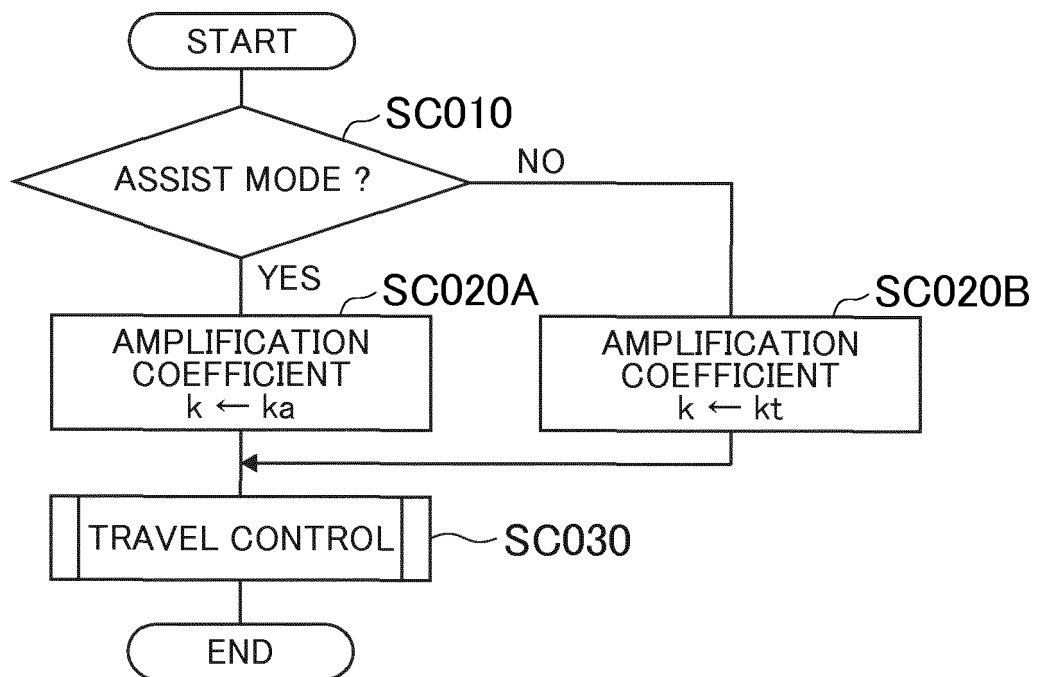 START
SC010
ASSIST MODE ?
NO
YES
SC020A
AMPLIFICATION
COEFFICIENT
k ← ka
SC020B
AMPLIFICATION
COEFFICIENT
k ← kt
TRAVEL CONTROL
SC030
END